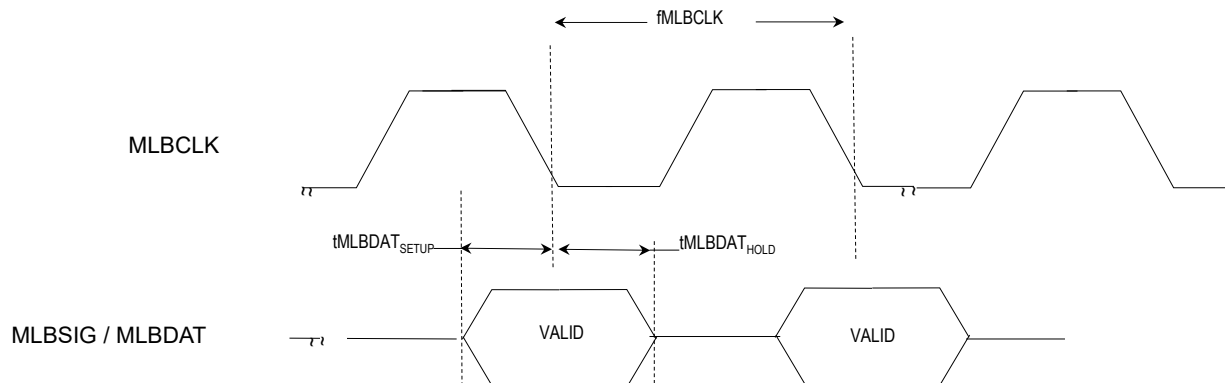 fMLBCLK
MLBCLK
tMLBDATSETUP
tMLBDATHOLD
MLBSIG / MLBDAT
VALID
VALID